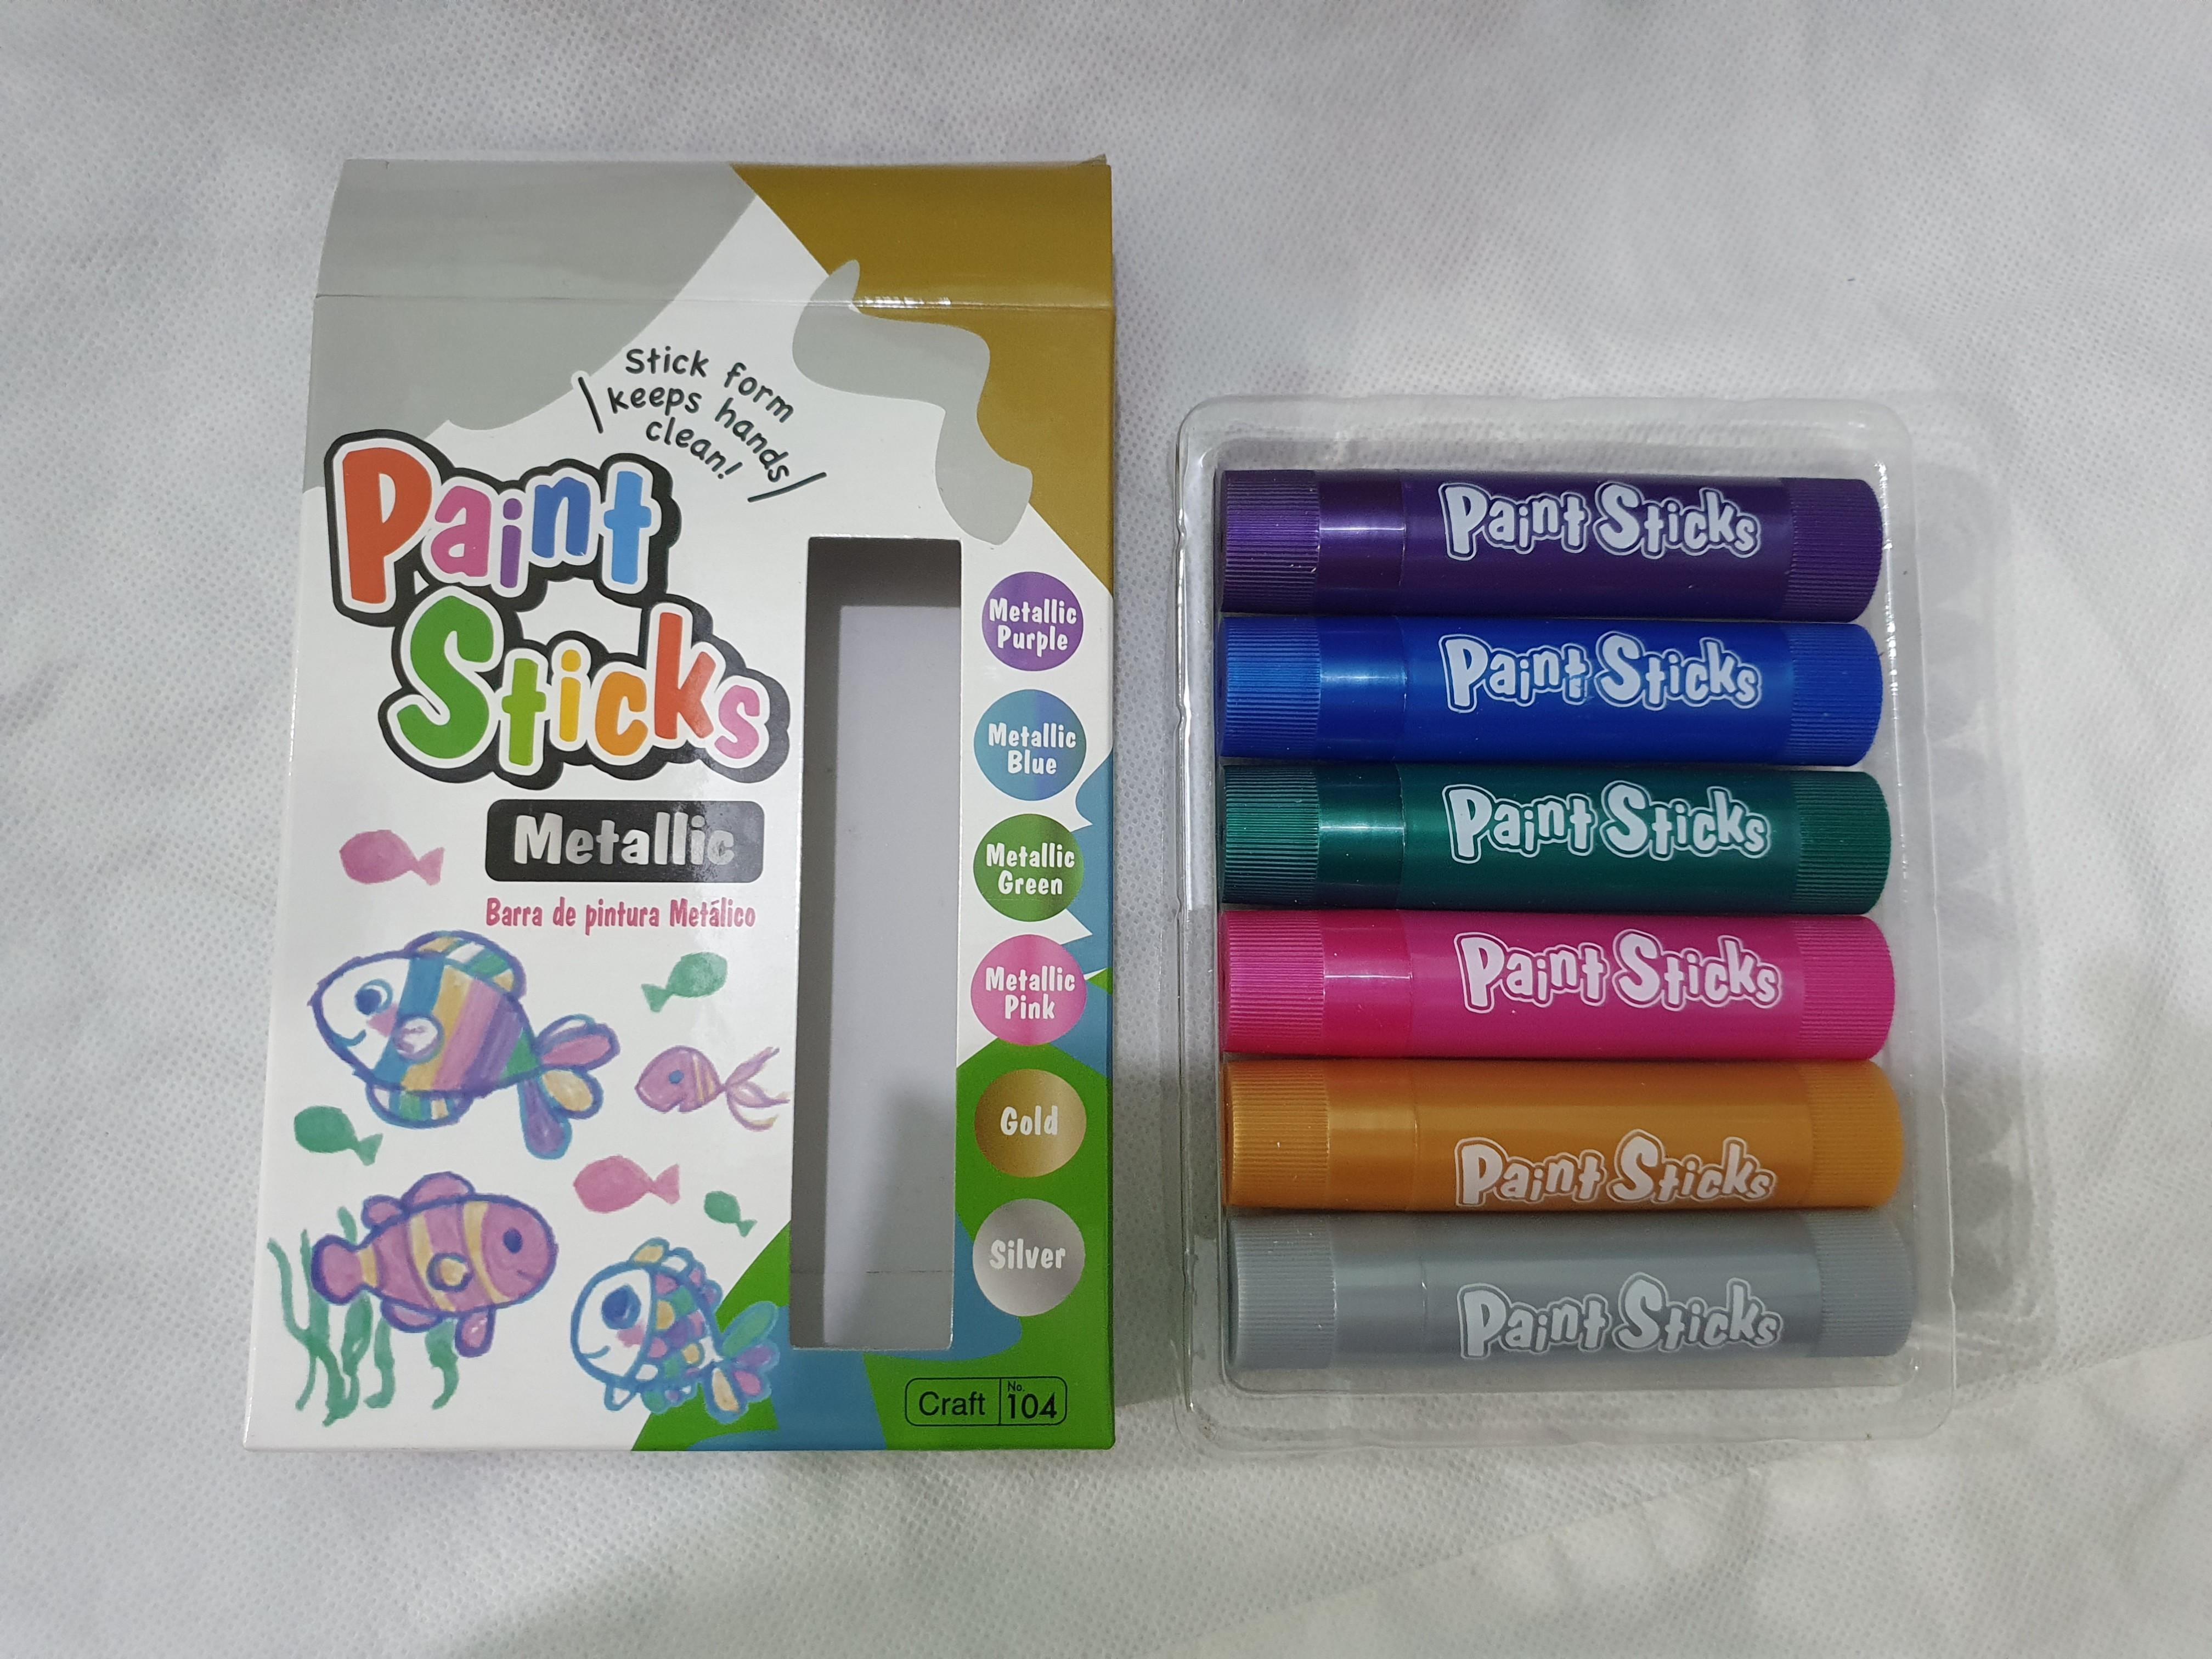 Stick form
keeps hands
clean!
Paint
Sticks
Metallic
Barra de pintura Metálico
Metallic
Purple
Metallic
Blue
Metallic
Green
Metallic
Pink
Gold
Silver
Craft No. 104
Paint Sticks
Paint Sticks
Paint Sticks
Paint Sticks
Paint Sticks
Paint Sticks